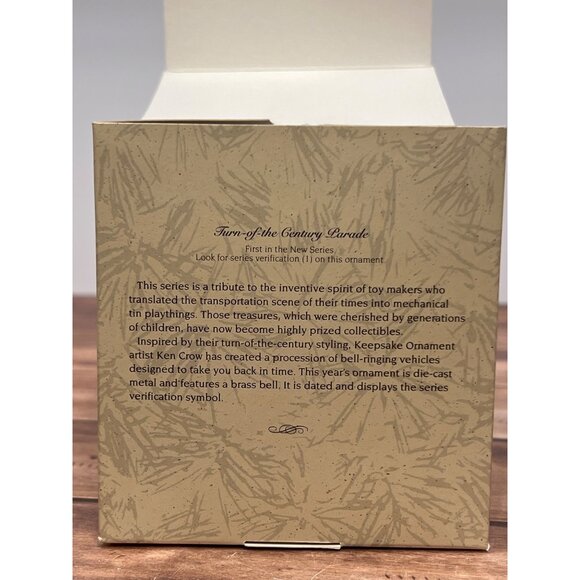 Turn-of-the Century Parade
First in the New Series.
Look for series verification (1) on this ornament.
This series is a tribute to the inventive spirit of toy makers who
translated the transportation scene of their times into mechanical
tin playthings. Those treasures, which were cherished by generations
of children, have now become highly prized collectibles.
Inspired by their turn-of-the-century styling, Keepsake Ornament
artist Ken Crow has created a procession of bell-ringing vehicles
designed to take you back in time. This year's ornament is die-cast
metal and features a brass bell. It is dated and displays the series
verification symbol.